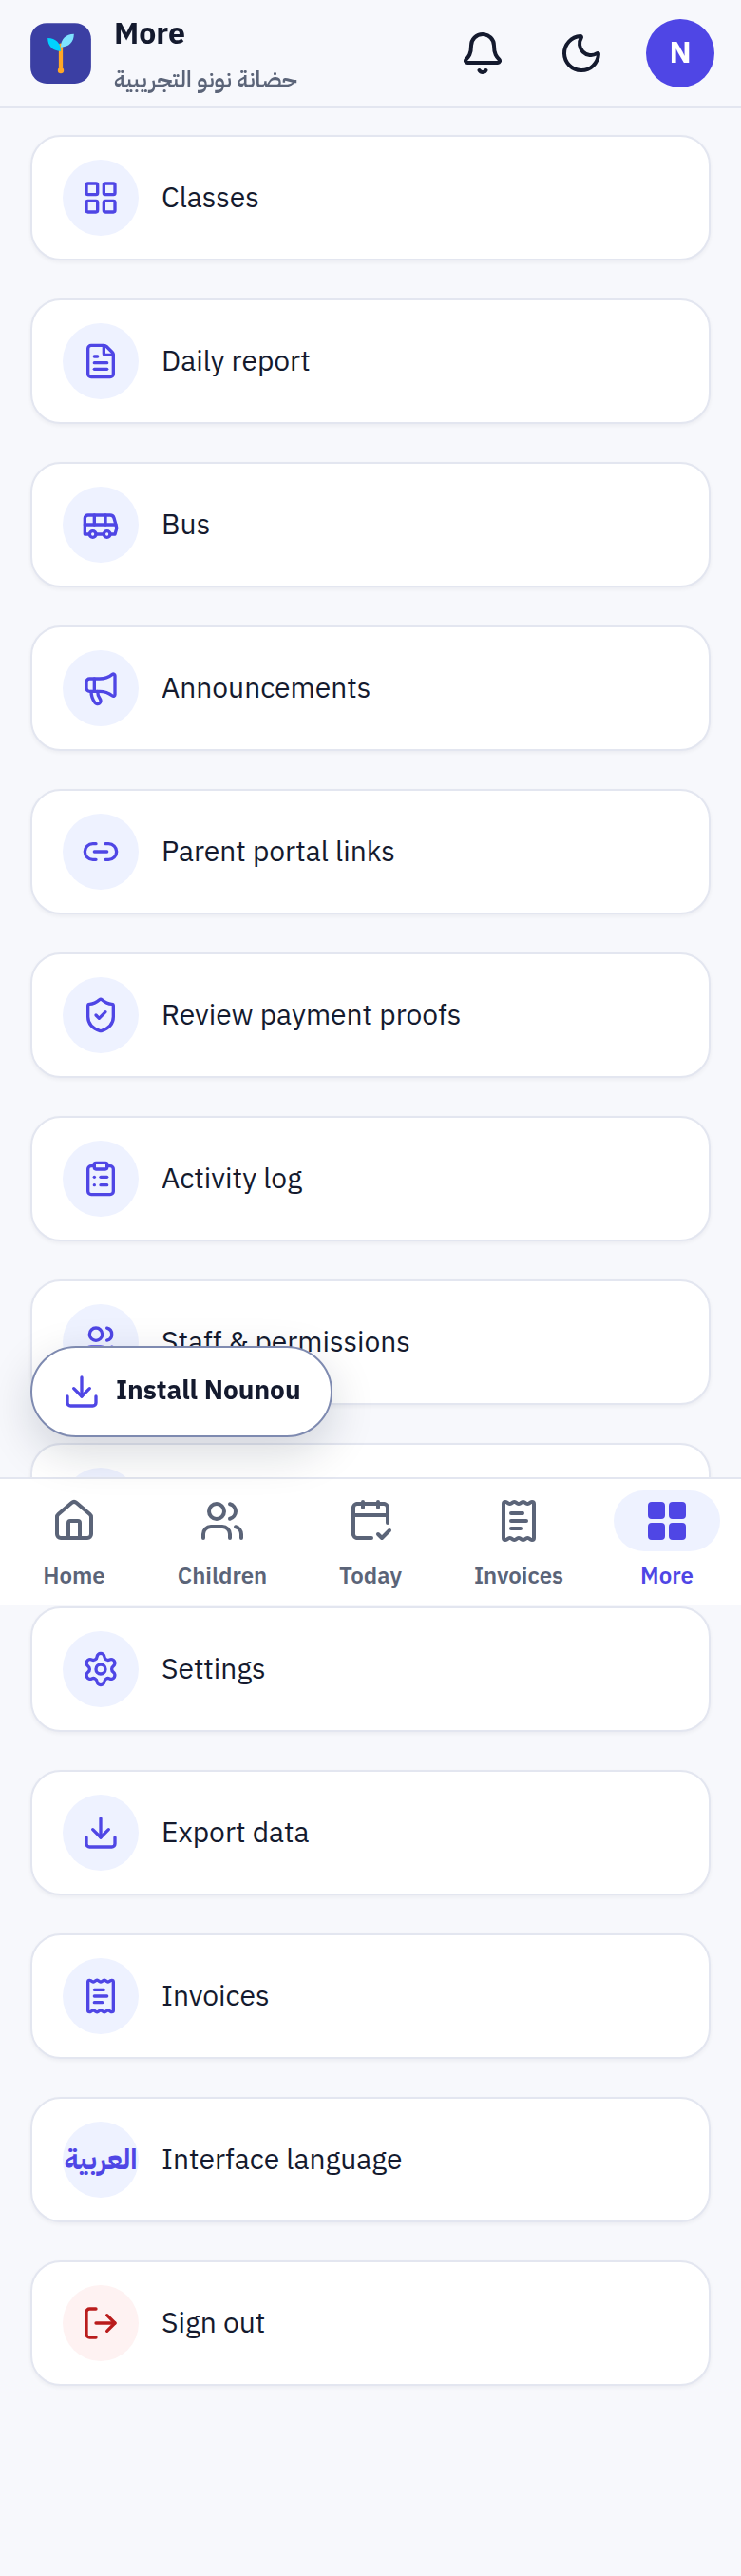 More
حضانة نونو التجريبية
N
Classes
Daily report
Bus
Announcements
Parent portal links
Review payment proofs
Activity log
Staff & permissions
Install Nounou
Home
Children
Today
Invoices
More
Settings
Export data
Invoices
العربية Interface language
Sign out